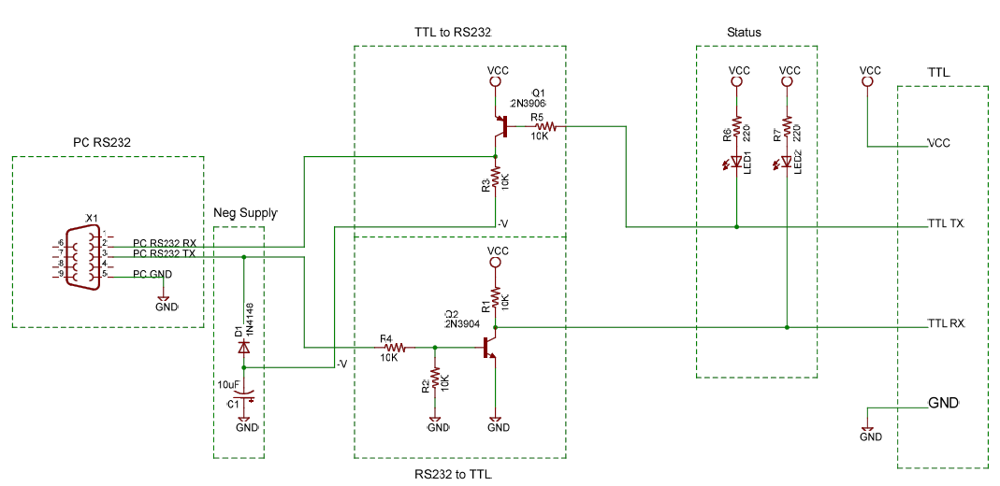 TTL to RS232
Status
VCC
VCC
VCC
VCC
TTL
Q1
2N3906
R5
10K
R6
220
R7
220
PC RS232
VCC
LED1
LED2
R3
10K
Neg Supply
X1
-V
TTL TX
1
6
2
PC RS232 RX
7
3
PC RS232 TX
8
4
9
5
PC GND
VCC
GND
R1
10K
Q2
2N3904
D1
1N4148
TTL RX
R4
10K
-V
R2
10K
10uF
C1
+
GND
GND
GND
GND
GND
RS232 to TTL